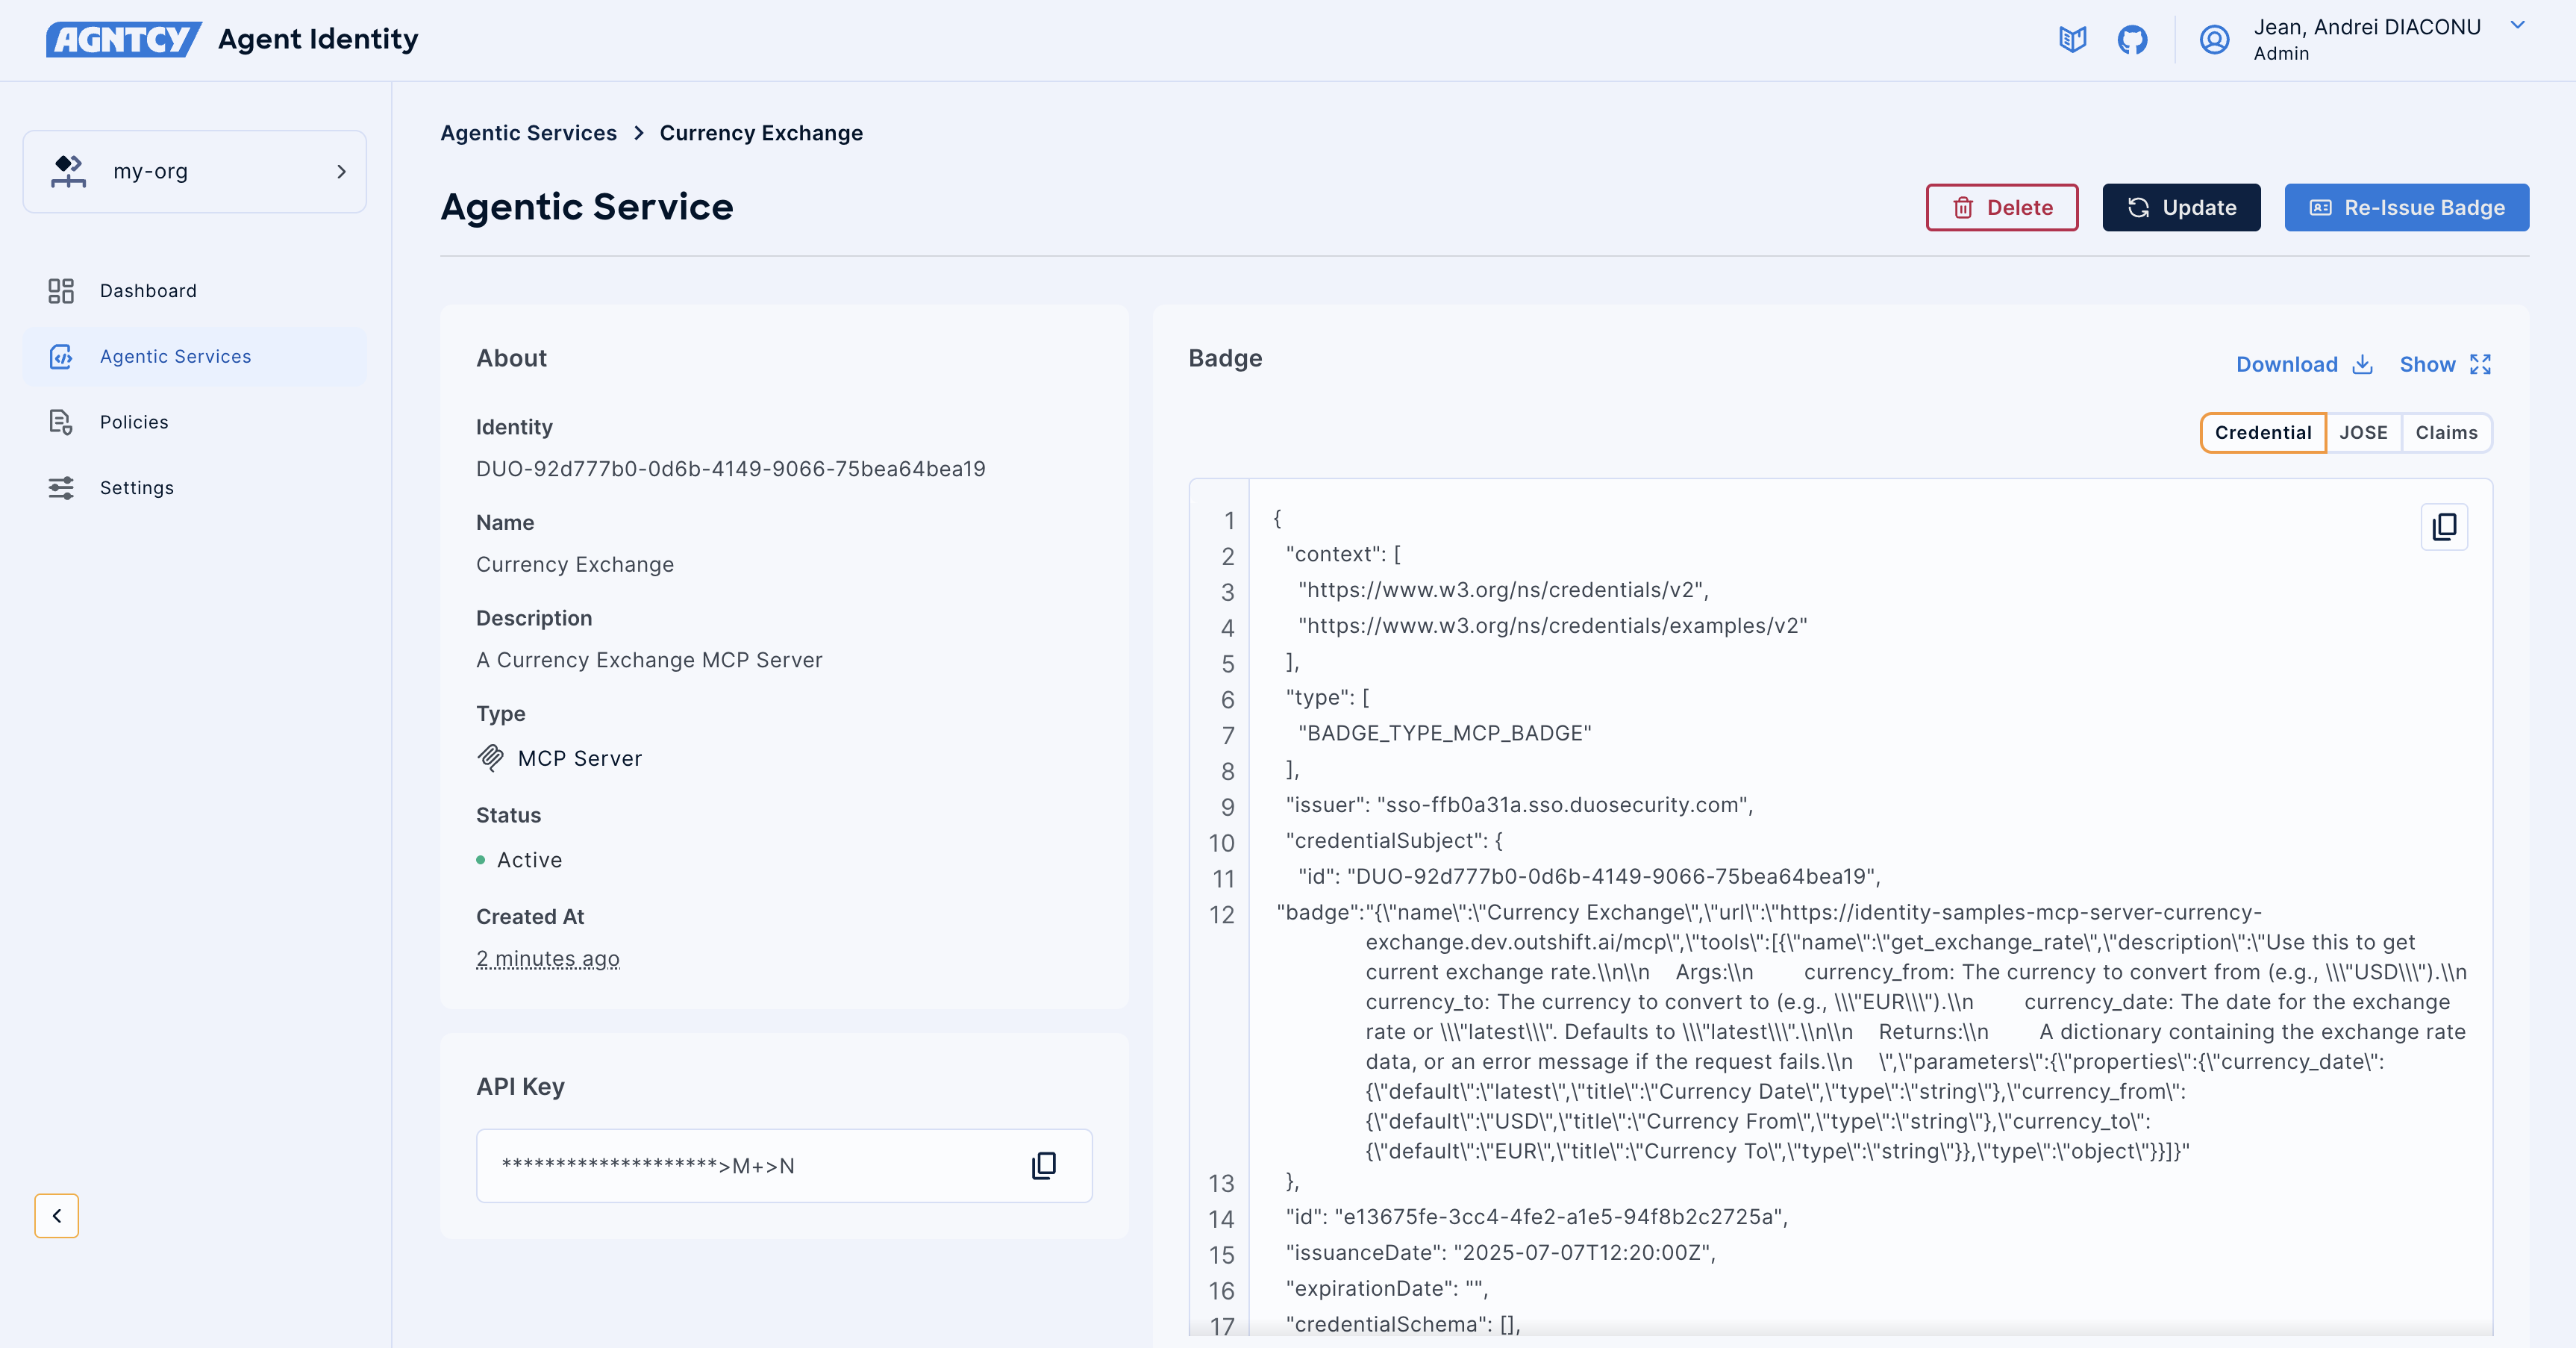 AGNTCY Agent Identity
Jean, Andrei DIACONU
Admin
my-org
Dashboard
Agentic Services
Policies
Settings
Agentic Services > Currency Exchange
Agentic Service
Delete
Update
Re-Issue Badge
About
Identity
DUO-92d777b0-0d6b-4149-9066-75bea64bea19
Name
Currency Exchange
Description
A Currency Exchange MCP Server
Type
MCP Server
Status
Active
Created At
2 minutes ago
API Key
********************>M+>N
Badge
Download
Show
Credential JOSE Claims
1 {
2 "context": [
3 "https://www.w3.org/ns/credentials/v2",
4 "https://www.w3.org/ns/credentials/examples/v2"
5 ],
6 "type": [
7 "BADGE_TYPE_MCP_BADGE"
8 ],
9 "issuer": "sso-ffb0a31a.sso.duosecurity.com",
10 "credentialSubject": {
11 "id": "DUO-92d777b0-0d6b-4149-9066-75bea64bea19",
12 "badge":"{\"name\":\"Currency Exchange\",\"url\":\"https://identity-samples-mcp-server-currency-
exchange.dev.outshift.ai/mcp\",\"tools\":[{\"name\":\"get_exchange_rate\",\"description\":\"Use this to get
current exchange rate.\\n\\n    Args:\\n        currency_from: The currency to convert from (e.g., \\\"USD\\\").\\n
currency_to: The currency to convert to (e.g., \\\"EUR\\\").\\n        currency_date: The date for the exchange
rate or \\\"latest\\\". Defaults to \\\"latest\\\".\\n\\n    Returns:\\n        A dictionary containing the exchange rate
data, or an error message if the request fails.\\n    \",\"parameters\":{\"properties\":{\"currency_date\":
{\"default\":\"latest\",\"title\":\"Currency Date\",\"type\":\"string\"},\"currency_from\":
{\"default\":\"USD\",\"title\":\"Currency From\",\"type\":\"string\"},\"currency_to\":
{\"default\":\"EUR\",\"title\":\"Currency To\",\"type\":\"string\"}},\"type\":\"object\"}}]}"
13 },
14 "id": "e13675fe-3cc4-4fe2-a1e5-94f8b2c2725a",
15 "issuanceDate": "2025-07-07T12:20:00Z",
16 "expirationDate": "",
17 "credentialSchema": [],